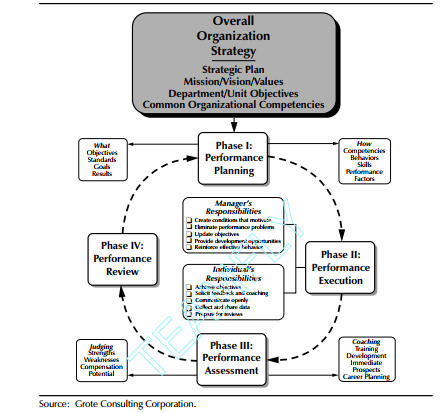 Overall
Organization
Strategy
Strategic Plan
Mission/Vision/Values
Department/Unit Objectives
Common Organizational Competencies
What
Objectives
Standards
Goals
Results
Phase I:
Performance
Planning
How
Competencies
Behaviors
Skills
Performance
Factors
Manager's
Responsibilities
Create conditions that motivate
Eliminate performance problems
Update objectives
Provide development opportunities
Reinforce effective behavior
Phase IV:
Performance
Review
Phase II:
Performance
Execution
Individual's
Responsibilities
Achieve objectives
Solicit feedback and coaching
Communicate openly
Collect and share data
Prepare for reviews
Judging
Strengths
Weaknesses
Compensation
Potential
Phase III:
Performance
Assessment
Coaching
Training
Development
Immediate
Prospects
Career Planning
TEAMFLY
Source: Grote Consulting Corporation.